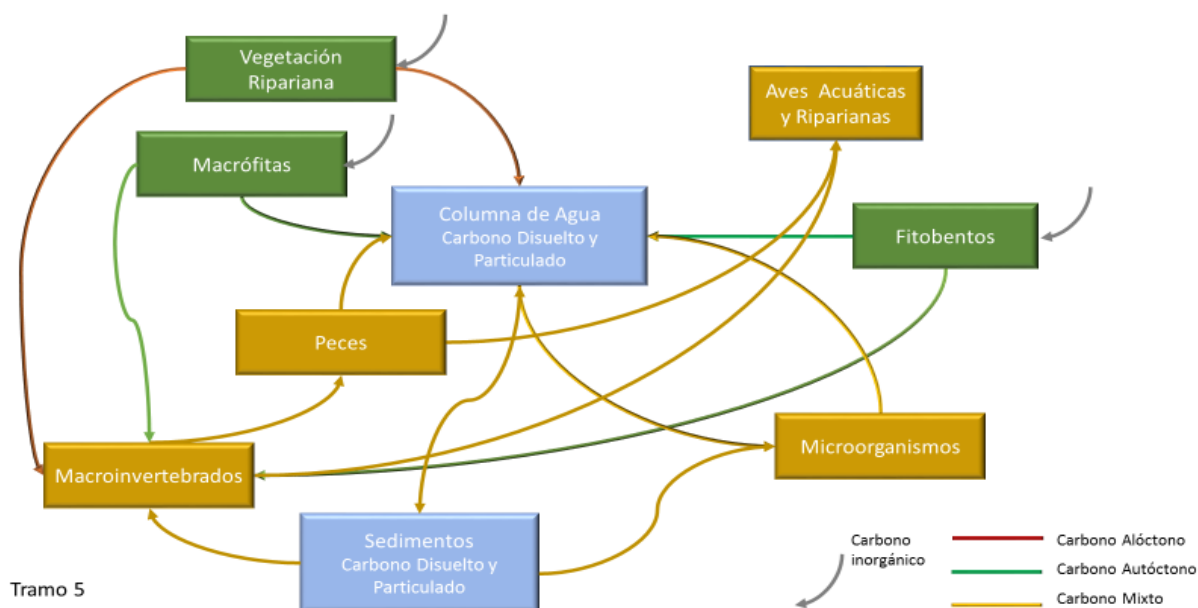 Vegetación
Ripariana
Aves Acuáticas
y Riparianas
Macrófitas
Columna de Agua
Carbono Disuelto y
Particulado
Fitobentos
Peces
Macroinvertebrados
Microorganismos
Sedimentos
Carbono Disuelto y
Particulado
Tramo 5
Carbono
inorgánico
Carbono Alóctono
Carbono Autóctono
Carbono Mixto